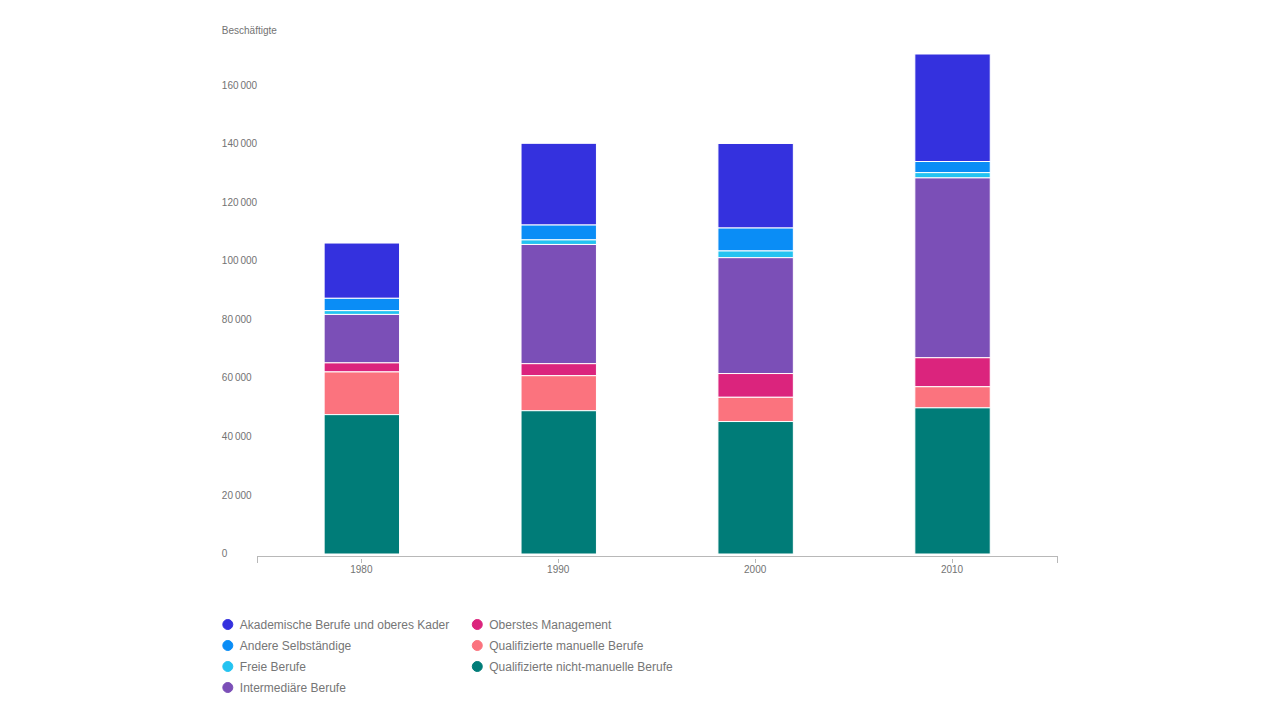 Beschäftigte
160 000
140 000
120 000
100 000
80 000
60 000
40 000
20 000
0
1980 1990 2000 2010
Akademische Berufe und oberes Kader
Andere Selbständige
Freie Berufe
Intermediäre Berufe
Oberstes Management
Qualifizierte manuelle Berufe
Qualifizierte nicht-manuelle Berufe